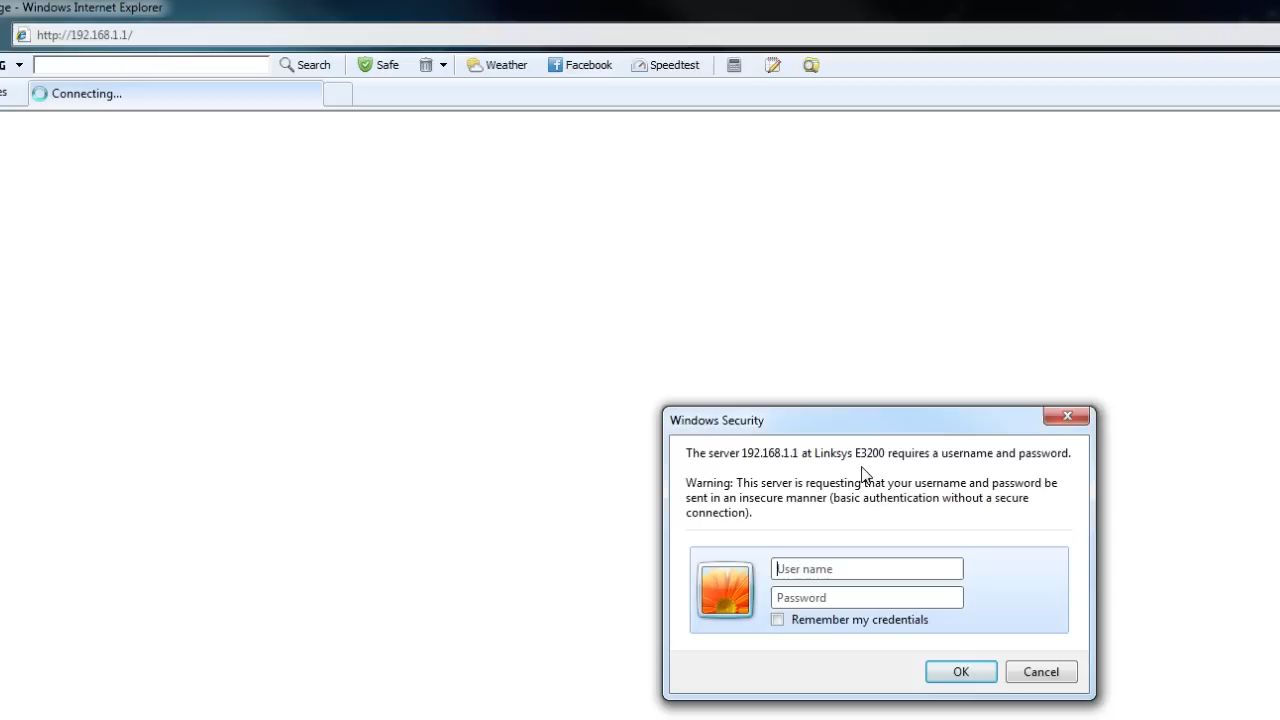 ge - Windows Internet Explorer
http://192.168.1.1/
G Search Safe Weather Facebook Speedtest
es Connecting...
Windows Security
The server 192.168.1.1 at Linksys E3200 requires a username and password.
Warning: This server is requesting that your username and password be
sent in an insecure manner (basic authentication without a secure
connection).
User name
Password
Remember my credentials
OK Cancel